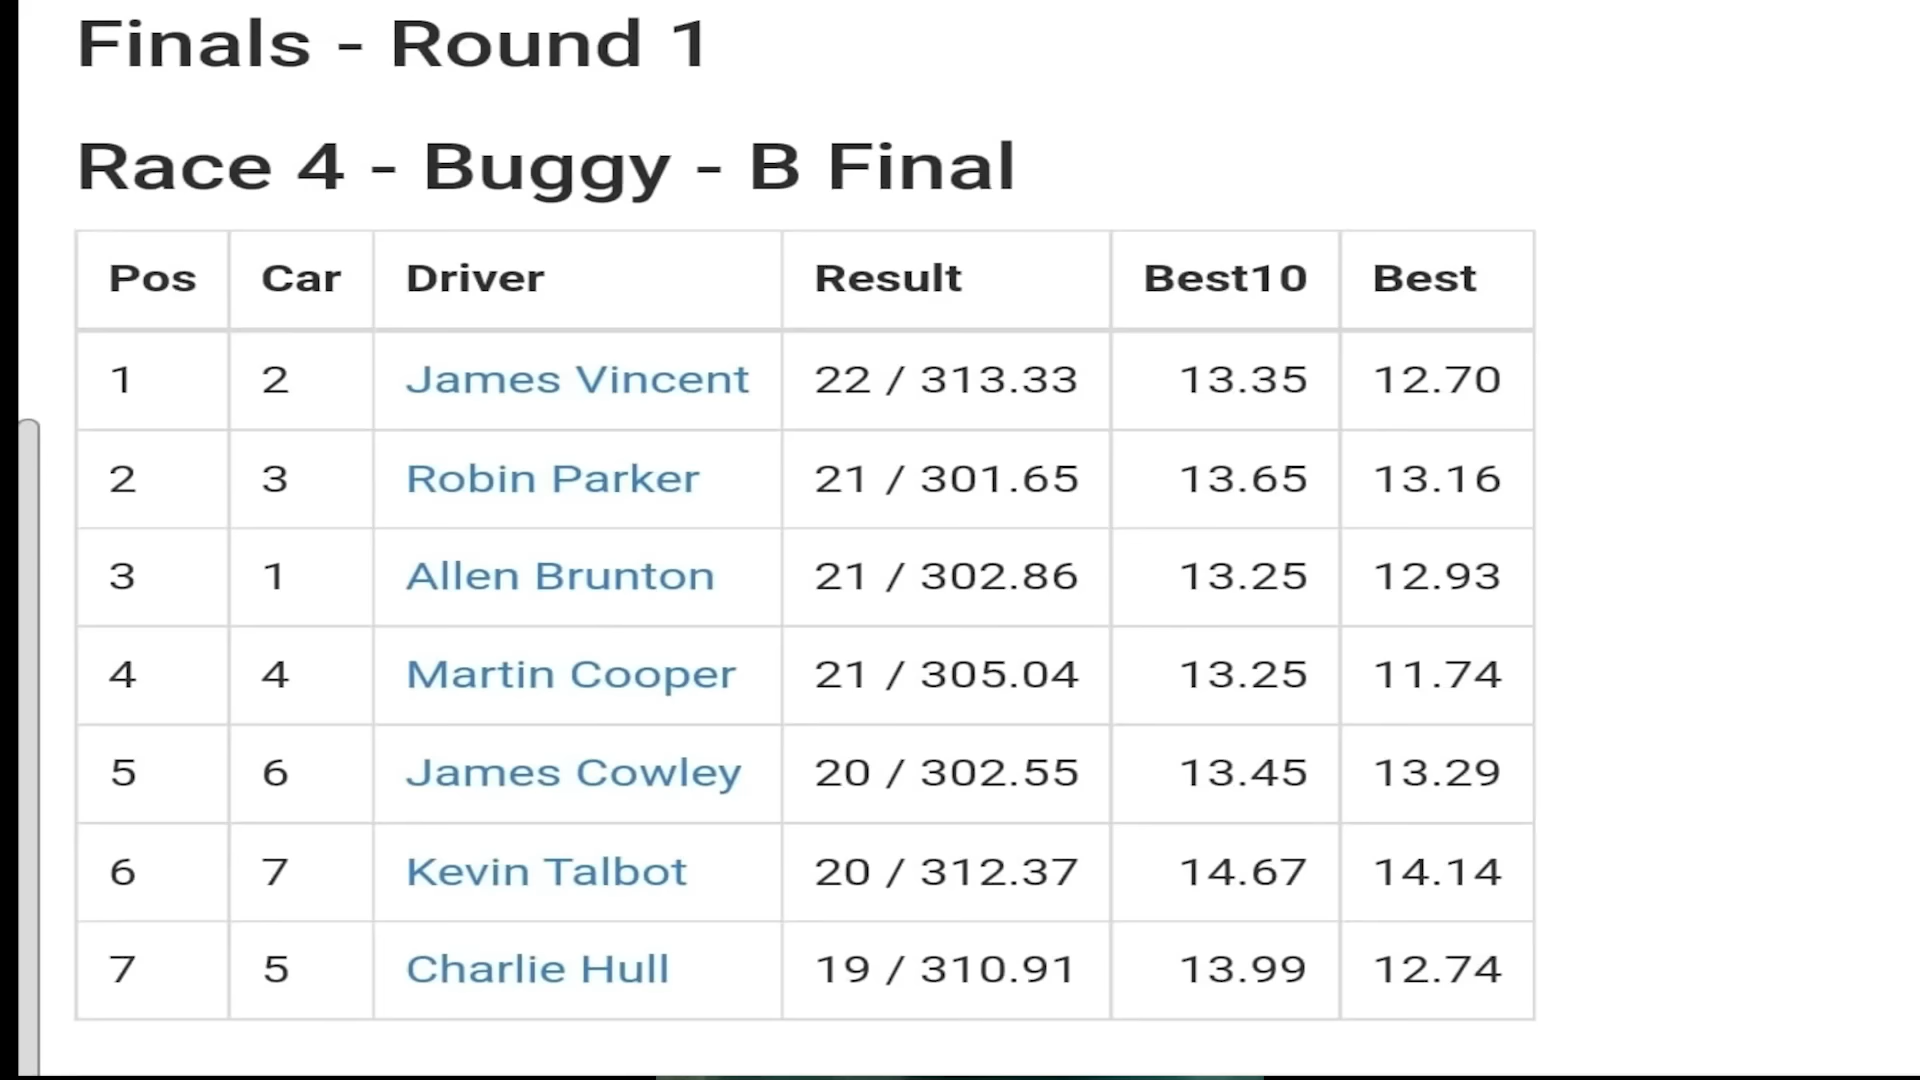 Finals - Round 1
Race 4 - Buggy - B Final
Pos Car Driver Result Best10 Best
1 2 James Vincent 22 / 313.33 13.35 12.70
2 3 Robin Parker 21 / 301.65 13.65 13.16
3 1 Allen Brunton 21 / 302.86 13.25 12.93
4 4 Martin Cooper 21 / 305.04 13.25 11.74
5 6 James Cowley 20 / 302.55 13.45 13.29
6 7 Kevin Talbot 20 / 312.37 14.67 14.14
7 5 Charlie Hull 19 / 310.91 13.99 12.74